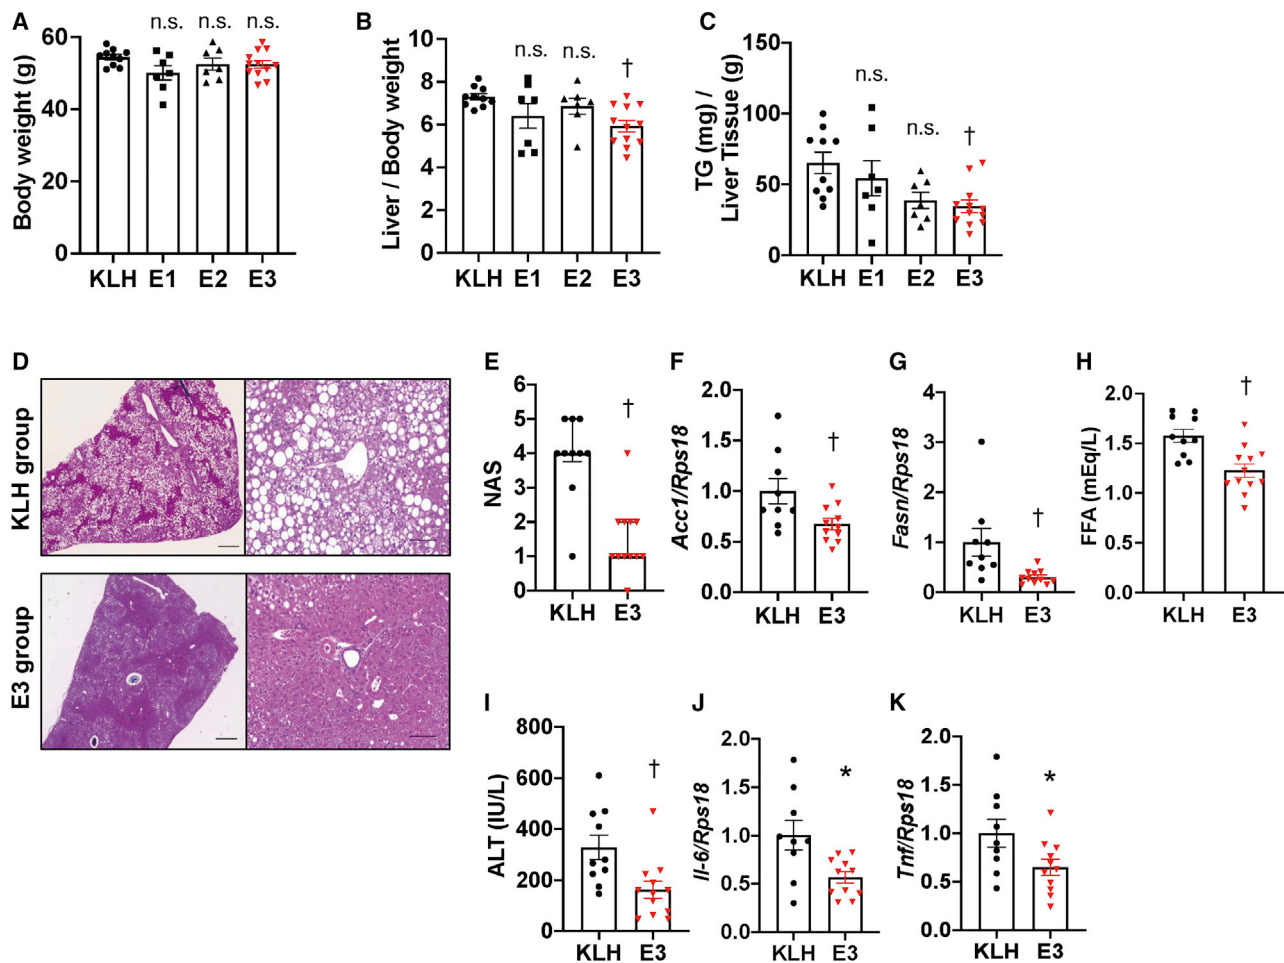 A
Body weight (g)
60
40
20
0
n.s.
n.s.
n.s.
KLH
E1
E2
E3
B
Liver / Body weight
10
8
6
4
2
0
n.s.
n.s.
†
KLH
E1
E2
E3
C
TG (mg) /
Liver Tissue (g)
150
100
50
0
n.s.
n.s.
†
KLH
E1
E2
E3
D
KLH group
E3 group
E
NAS
6
5
4
3
2
1
0
†
KLH
E3
F
Acc1/Rps18
2.0
1.5
1.0
0.5
0.0
†
KLH
E3
G
Fasn/Rps18
4
3
2
1
0
†
KLH
E3
H
FFA (mEq/L)
2.0
1.5
1.0
0.5
0.0
†
KLH
E3
I
ALT (IU/L)
800
600
400
200
0
†
KLH
E3
J
Il-6/Rps18
2.0
1.5
1.0
0.5
0.0
*
KLH
E3
K
Tnf/Rps18
2.0
1.5
1.0
0.5
0.0
*
KLH
E3